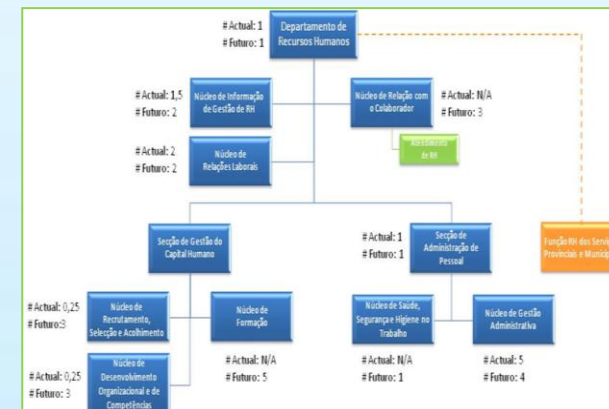 # Actual: 1
# Futuro: 1
Departamento de
Recursos Humanos
# Actual: 1,5
# Futuro: 2
Núcleo de Informação
de Gestão de RH
Núcleo de Relação com
o Colaborador
# Actual: N/A
# Futuro: 3
Atendimento
de RH
# Actual: 2
# Futuro: 2
Núcleo de
Relações Laborais
Secção de Gestão do
Capital Humano
# Actual: 1
# Futuro: 1
Secção de
Administração de
Pessoal
Função RH dos Servi
Provinciais e Municip
# Actual: 0,25
# Futuro:3
Núcleo de
Recrutamento,
Selecção e Acolhimento
Núcleo de
Formação
# Actual: N/A
# Futuro: 5
Núcleo de Saúde,
Segurança e Higiene no
Trabalho
# Actual: N/A
# Futuro: 1
Núcleo de Gestão
Administrativa
# Actual: 5
# Futuro: 4
# Actual: 0,25
# Futuro: 3
Núcleo de
Desenvolvimento
Organizacional e de
Competências